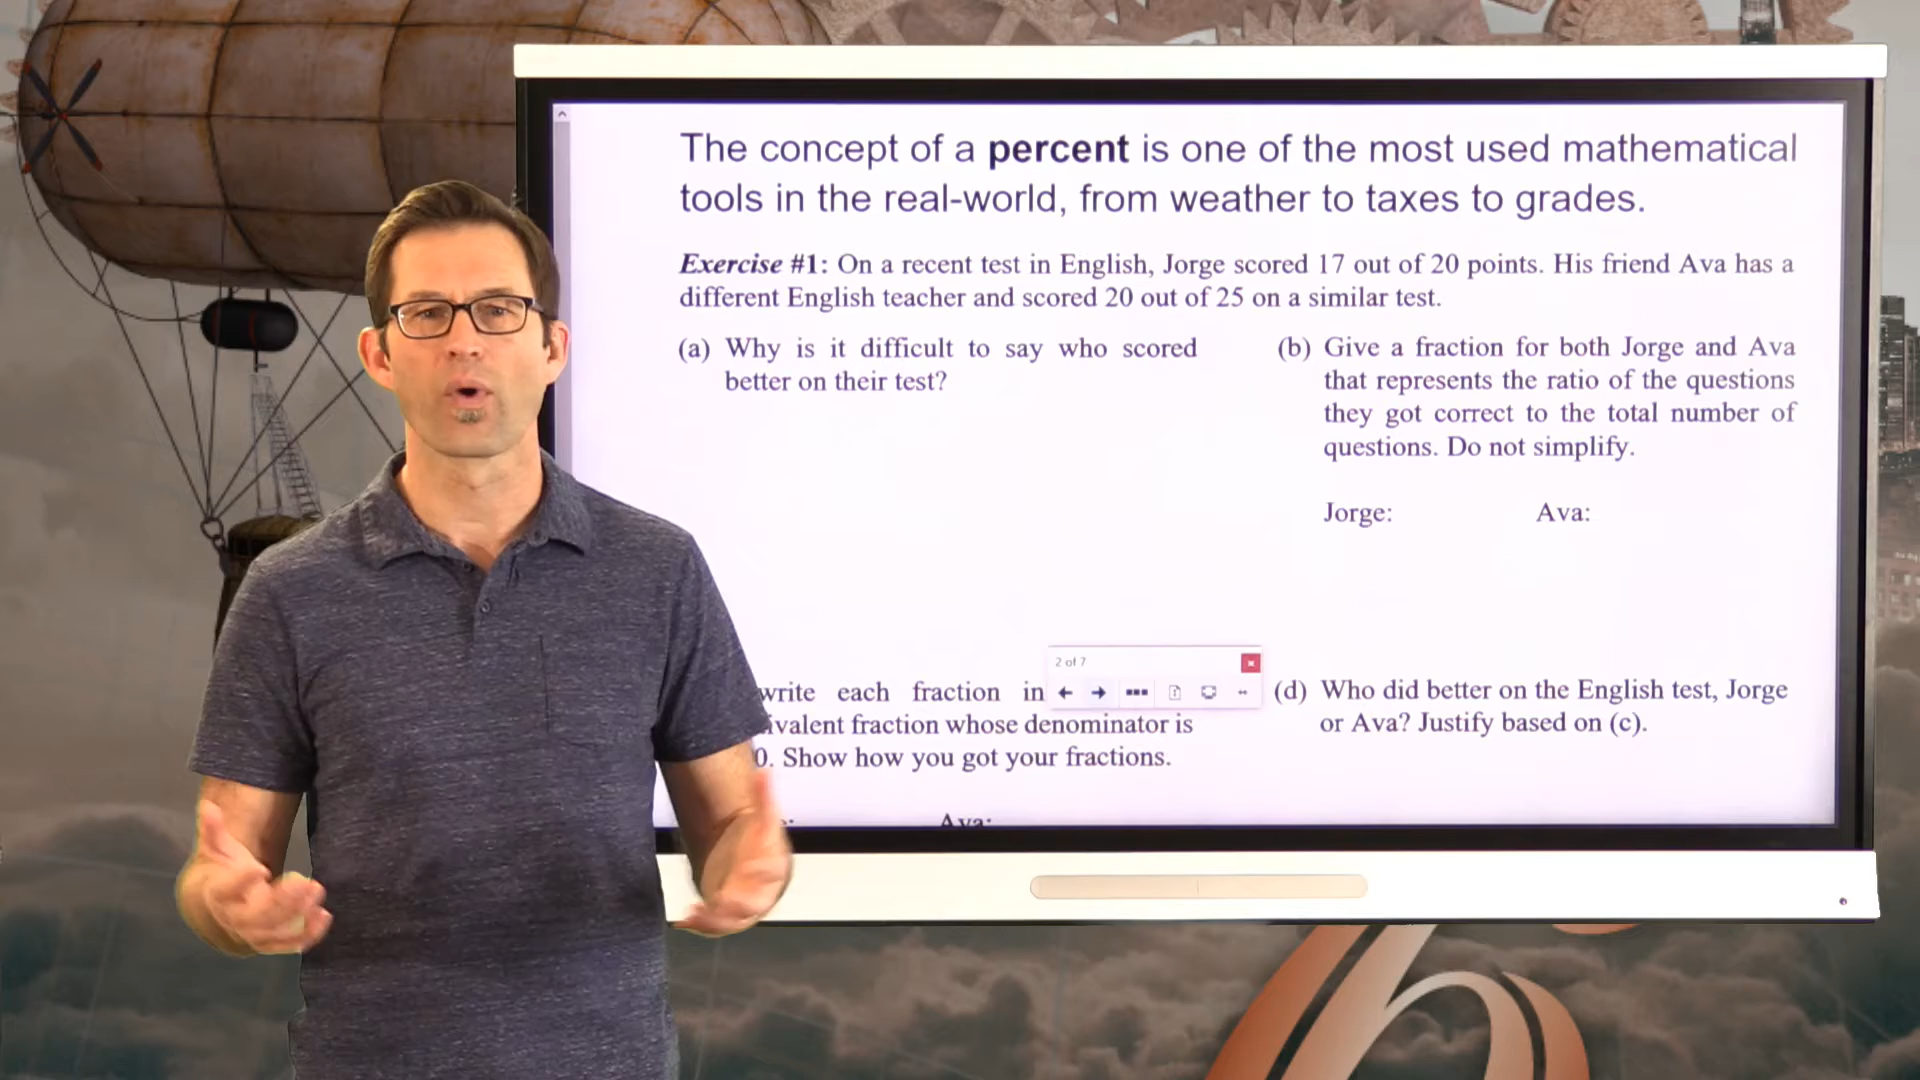 The concept of a percent is one of the most used mathematical
tools in the real-world, from weather to taxes to grades.
Exercise #1: On a recent test in English, Jorge scored 17 out of 20 points. His friend Ava has a
different English teacher and scored 20 out of 25 on a similar test.
(a) Why is it difficult to say who scored
better on their test?
(b) Give a fraction for both Jorge and Ava
that represents the ratio of the questions
they got correct to the total number of
questions. Do not simplify.
Jorge: Ava:
2 of 7
write each fraction in
ivalent fraction whose denominator is
0. Show how you got your fractions.
(d) Who did better on the English test, Jorge
or Ava? Justify based on (c).
Ava: